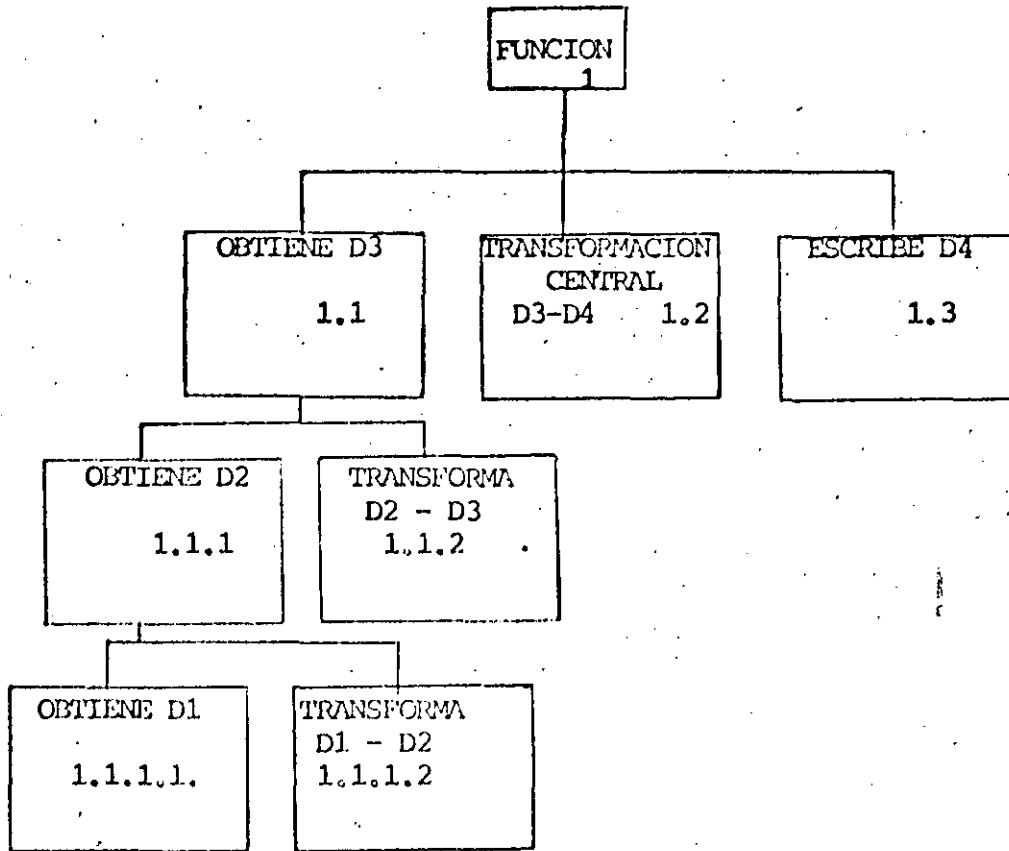 FUNCION
1
OBTIENE D3
1.1
TRANSFORMACION
CENTRAL
D3-D4 1.2
ESCRIBE D4
1.3
OBTIENE D2
1.1.1
TRANSFORMA
D2 - D3
1.1.2
OBTIENE D1
1.1.1.1.
TRANSFORMA
D1 - D2
1.1.1.2